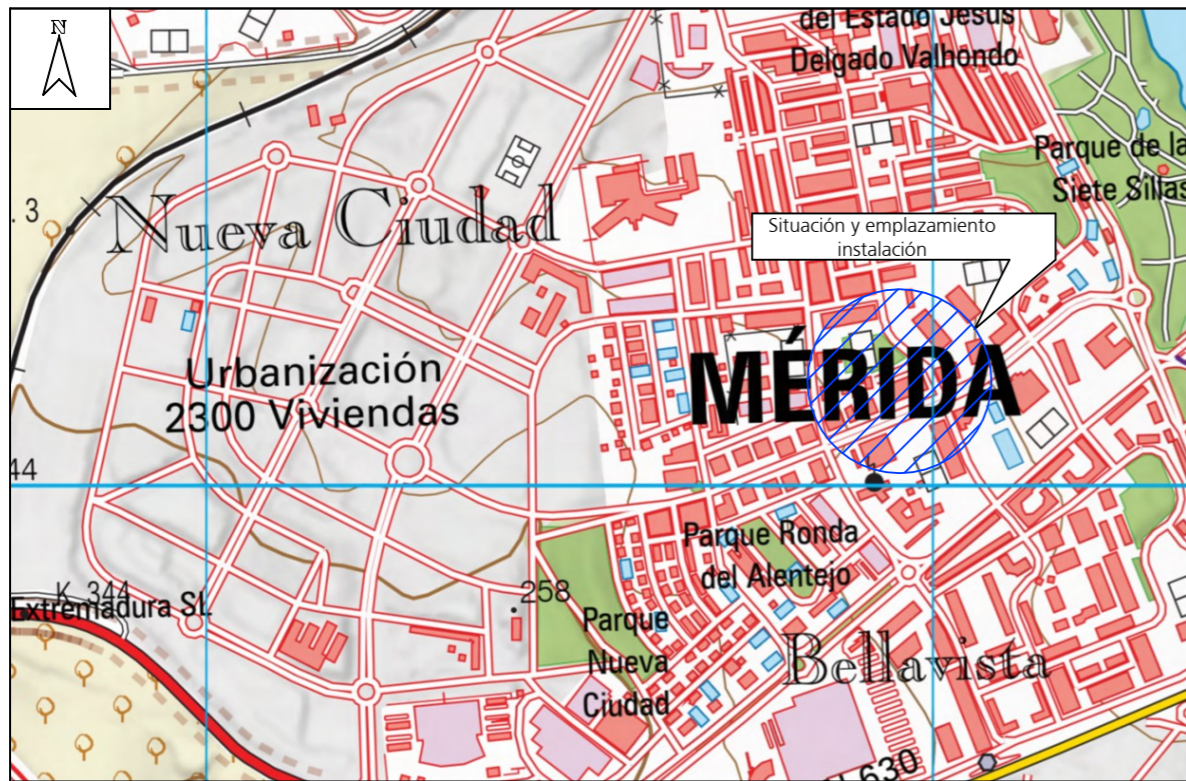 N
del Estado Jesús
Delgado Valhondo
Parque de la
Siete Sillas
. 3
Nueva Ciudad
Situación y emplazamiento
instalación
MÉRIDA
Urbanización
2300 Viviendas
44
Parque Ronda
del Alentejo
K. 344
Extremadura SL
258
Parque
Nueva
Ciudad
Bellavista
630